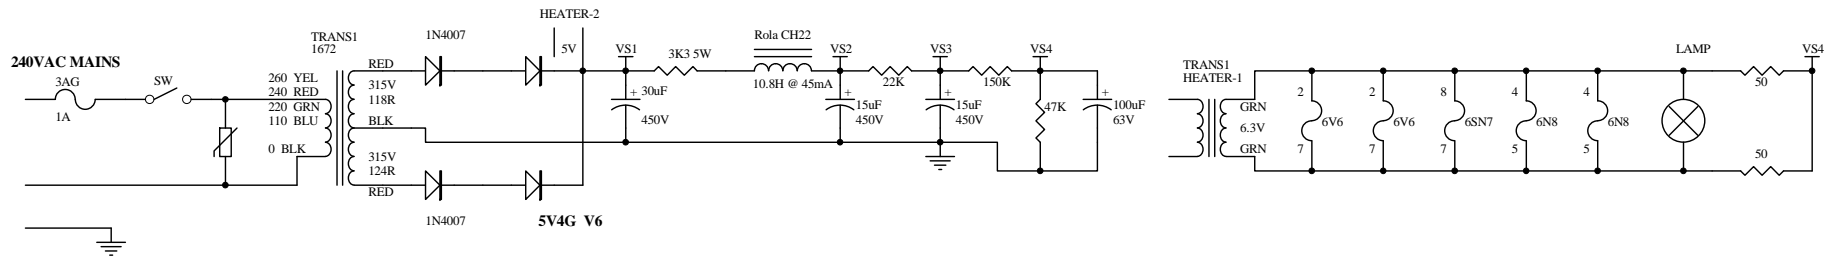 HEATER-2
5V
TRANS1
1672
1N4007
VS1
3K3 5W
Rola CH22
10.8H @ 45mA
VS2
VS3
VS4
22K
150K
240VAC MAINS
3AG
1A
SW
260 YEL
240 RED
220 GRN
110 BLU
0 BLK
RED
315V
118R
BLK
315V
124R
RED
1N4007
5V4G V6
+
30uF
450V
+
15uF
450V
+
15uF
450V
47K
+
100uF
63V
TRANS1
HEATER-1
GRN
6.3V
GRN
2
6V6
7
2
6V6
7
8
6SN7
7
4
6N8
5
4
6N8
5
LAMP
50
50
VS4